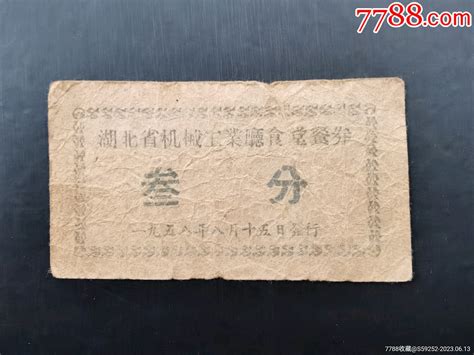 7788.com
湖北省机械工業廳食堂餐券
叁 分
一九五八年八月十五日发行
7788收藏@S59252-2023.06.13